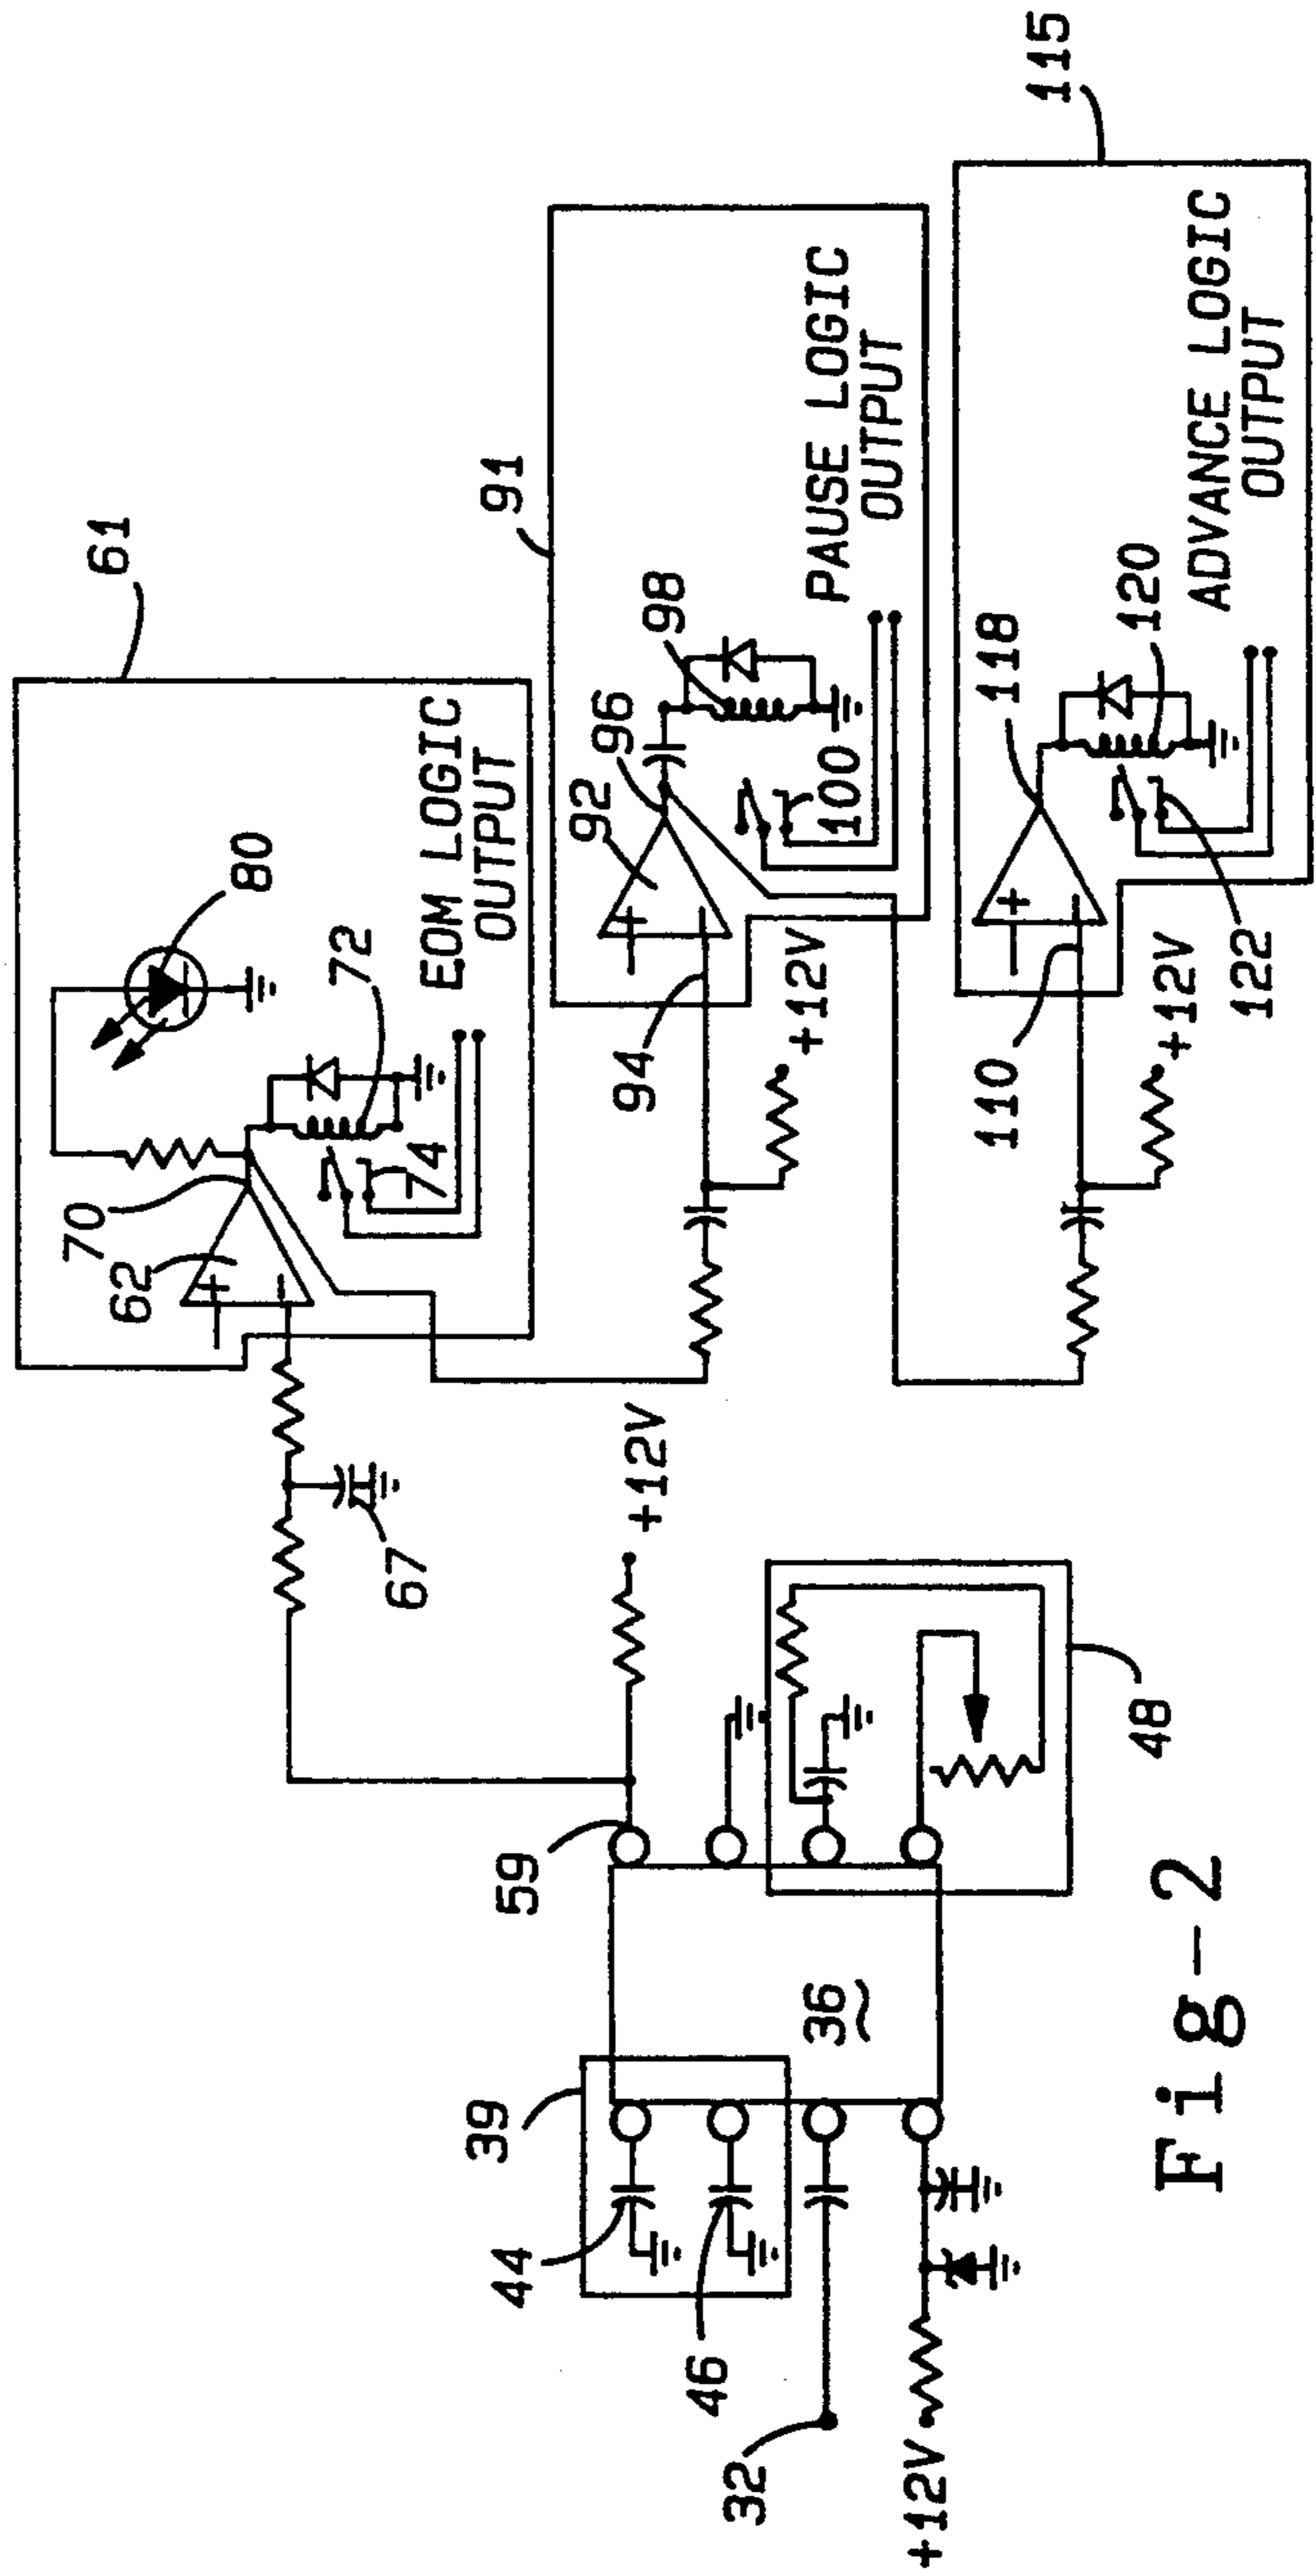 61
80
70
62
72
74
EOM LOGIC
OUTPUT
67
91
92
96
98
94
100
PAUSE LOGIC
OUTPUT
+12V
115
118
110
120
122
ADVANCE LOGIC
OUTPUT
+12V
59
+12V
39
44
46
36
48
32
+12V
Fig-2